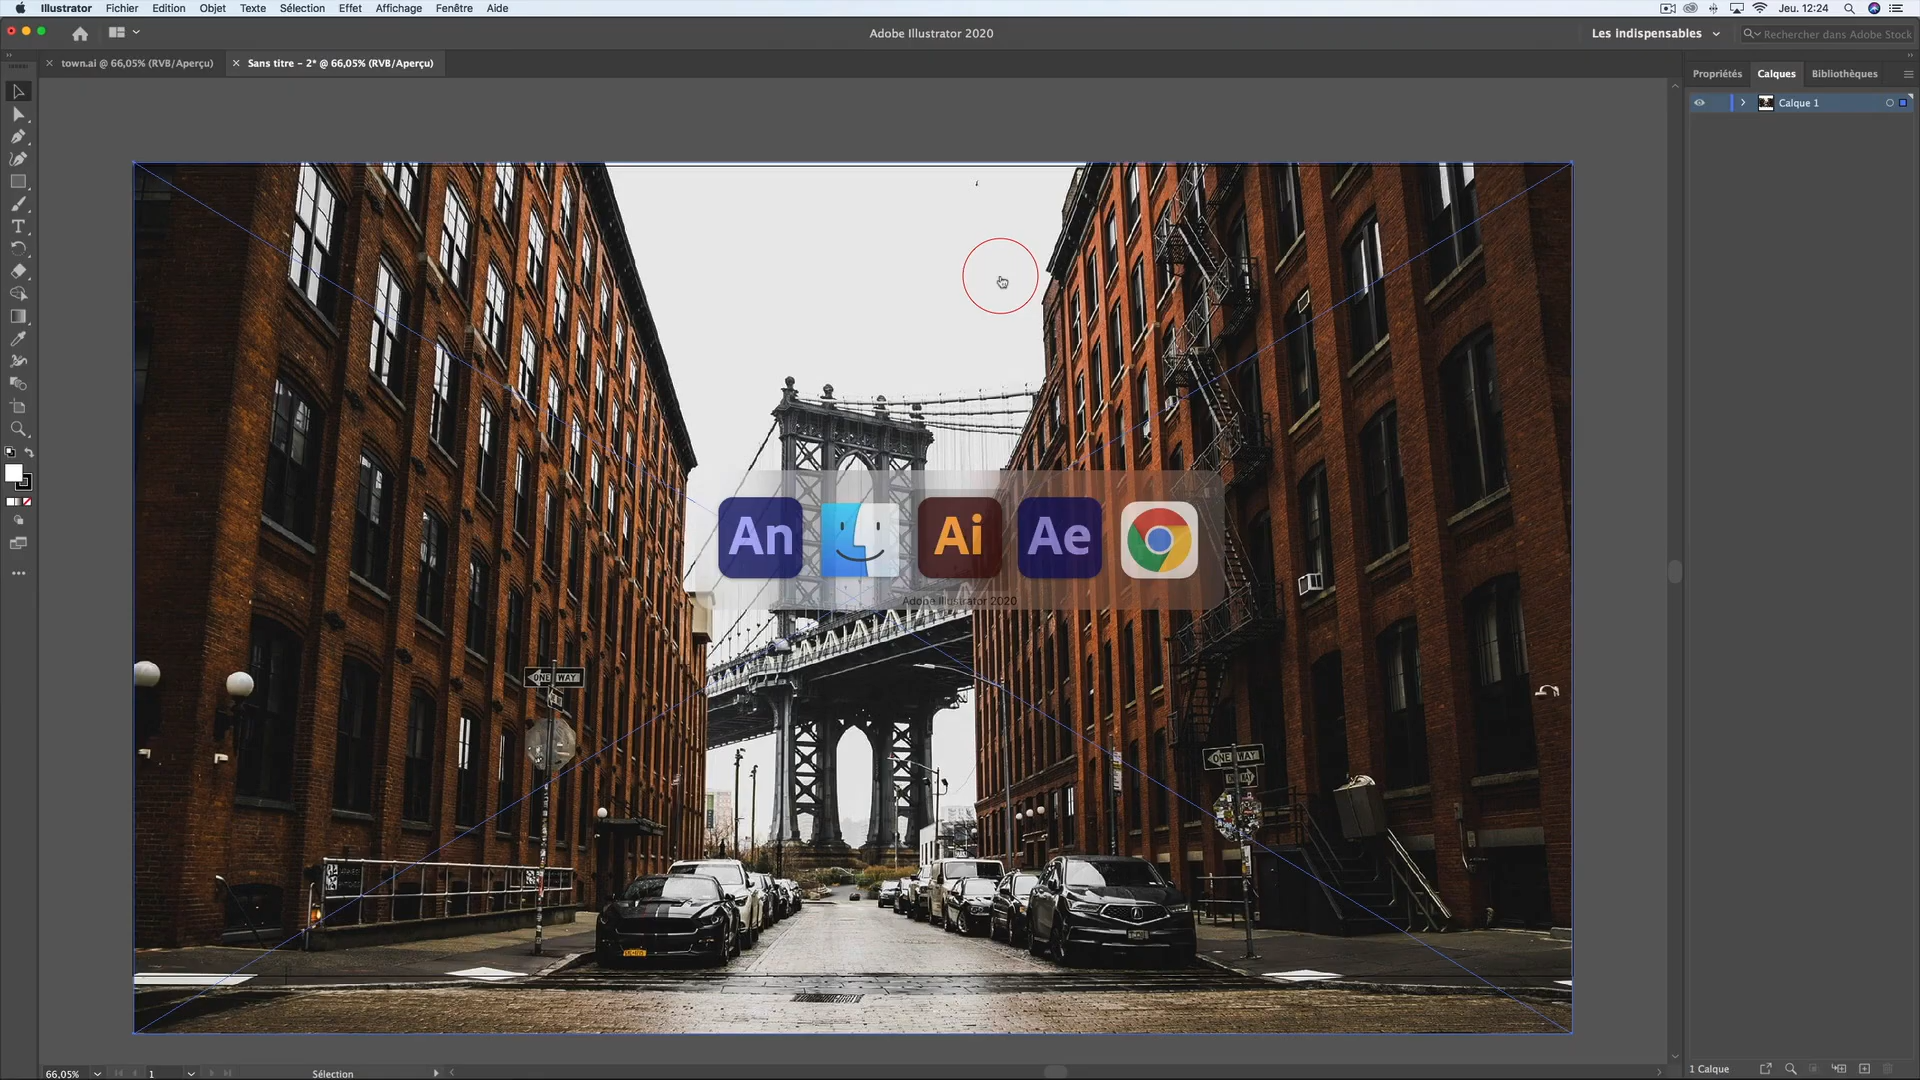 Illustrator Fichier Edition Objet Texte Sélection Effet Affichage Fenêtre Aide
Jeu. 12:24
Adobe Illustrator 2020
Les indispensables
Rechercher dans Adobe Stock
town.ai @ 66,05% (RVB/Aperçu)
Sans titre – 2* @ 66,05% (RVB/Aperçu)
Propriétés Calques Bibliothèques
Calque 1
An Ai Ae
Adobe Illustrator 2020
ONE WAY
ONE WAY
66,05%
1
Sélection
1 Calque